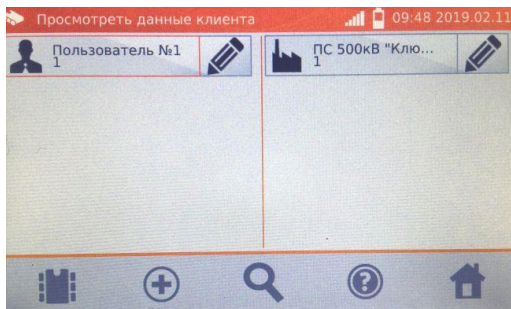 Просмотреть данные клиента
09:48 2019.02.11
Пользователь №1
1
ПС 500кВ "Клю...
1
?